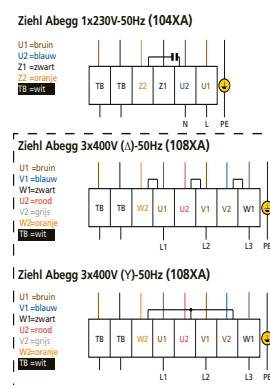 Ziehl Abegg 1x230V-50Hz (104XA)
U1=bruin
U2=blauw
Z1=zwart
Z2=oranje
TB =wit
TB TB Z2 Z1 U2 U1
N L PE
Ziehl Abegg 3x400V (Δ)-50Hz (108XA)
U1 =bruin
V1 =blauw
W1=zwart
U2=rood
V2=grijs
W2=oranje
TB =wit
TB TB W2 U1 U2 V1 V2 W1
L1 L2 L3 PE
Ziehl Abegg 3x400V (Y)-50Hz (108XA)
U1 =bruin
V1 =blauw
W1=zwart
U2=rood
V2=grijs
W2=oranje
TB =wit
TB TB W2 U1 U2 V1 V2 W1
L1 L2 L3 PE